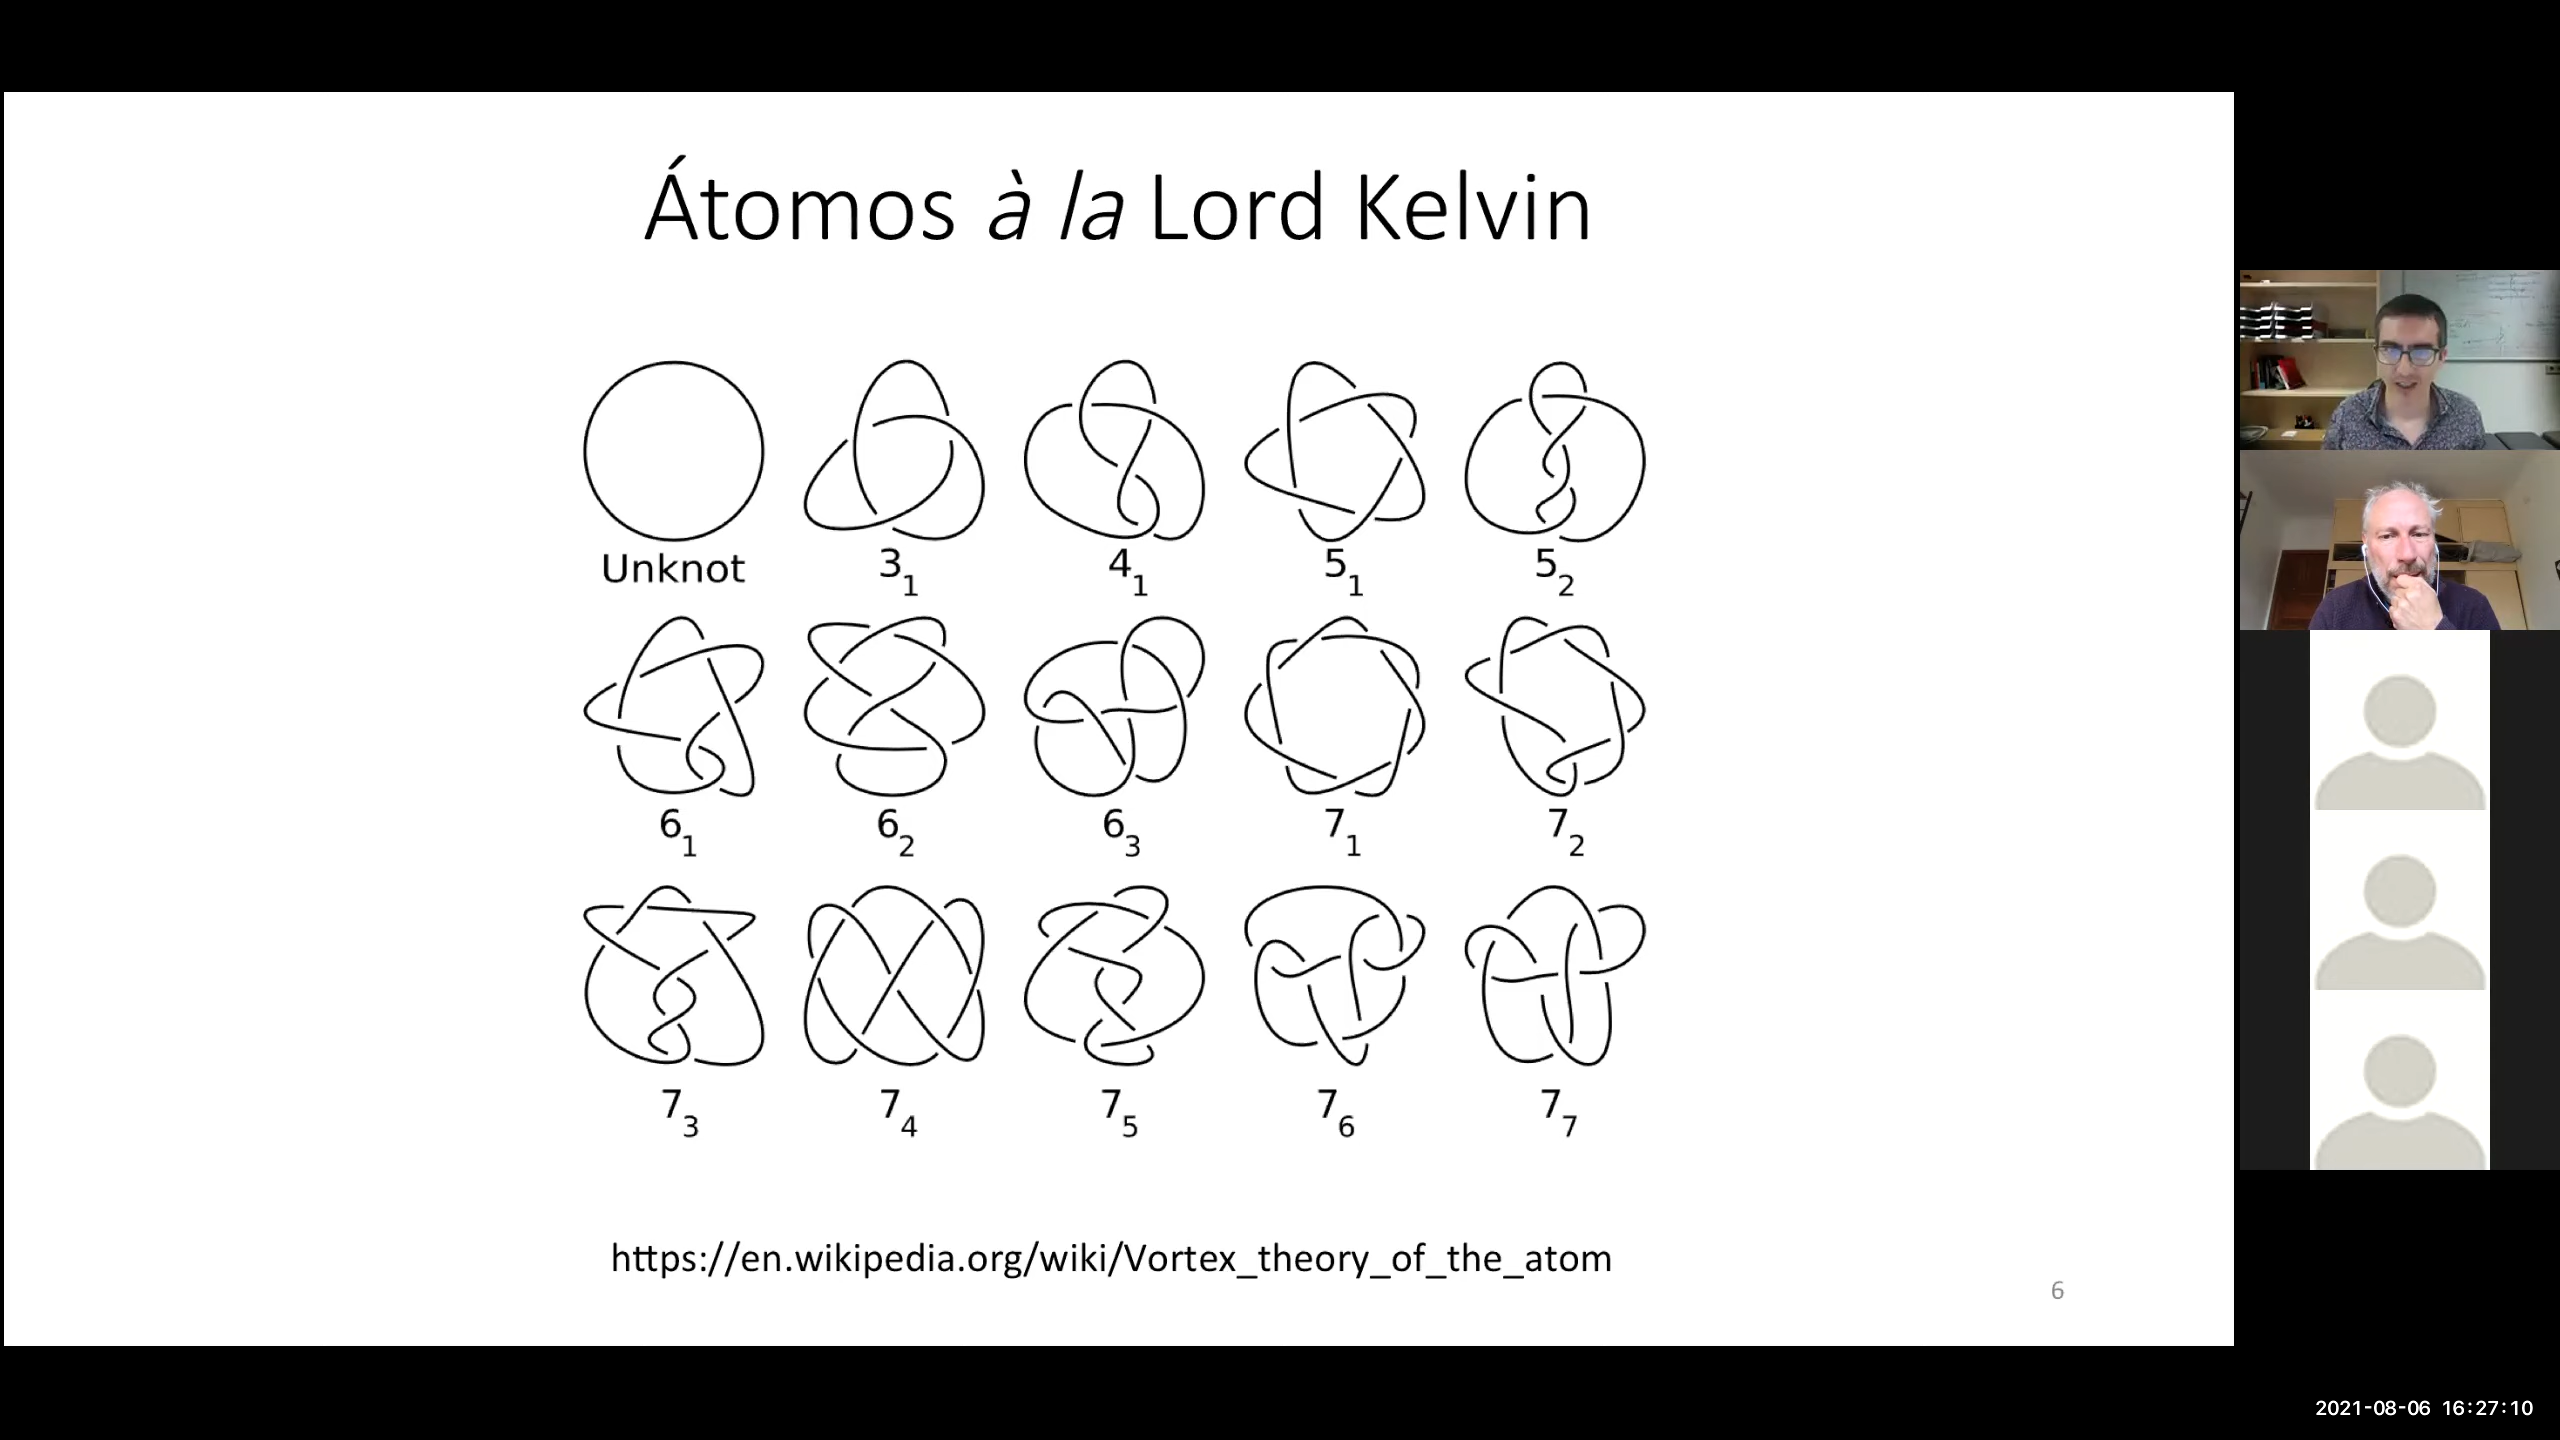 Átomos à la Lord Kelvin
Unknot 3₁ 4₁ 5₁ 5₂
6₁ 6₂ 6₃ 7₁ 7₂
7₃ 7₄ 7₅ 7₆ 7₇
https://en.wikipedia.org/wiki/Vortex_theory_of_the_atom
6
2021-08-06 16:27:10